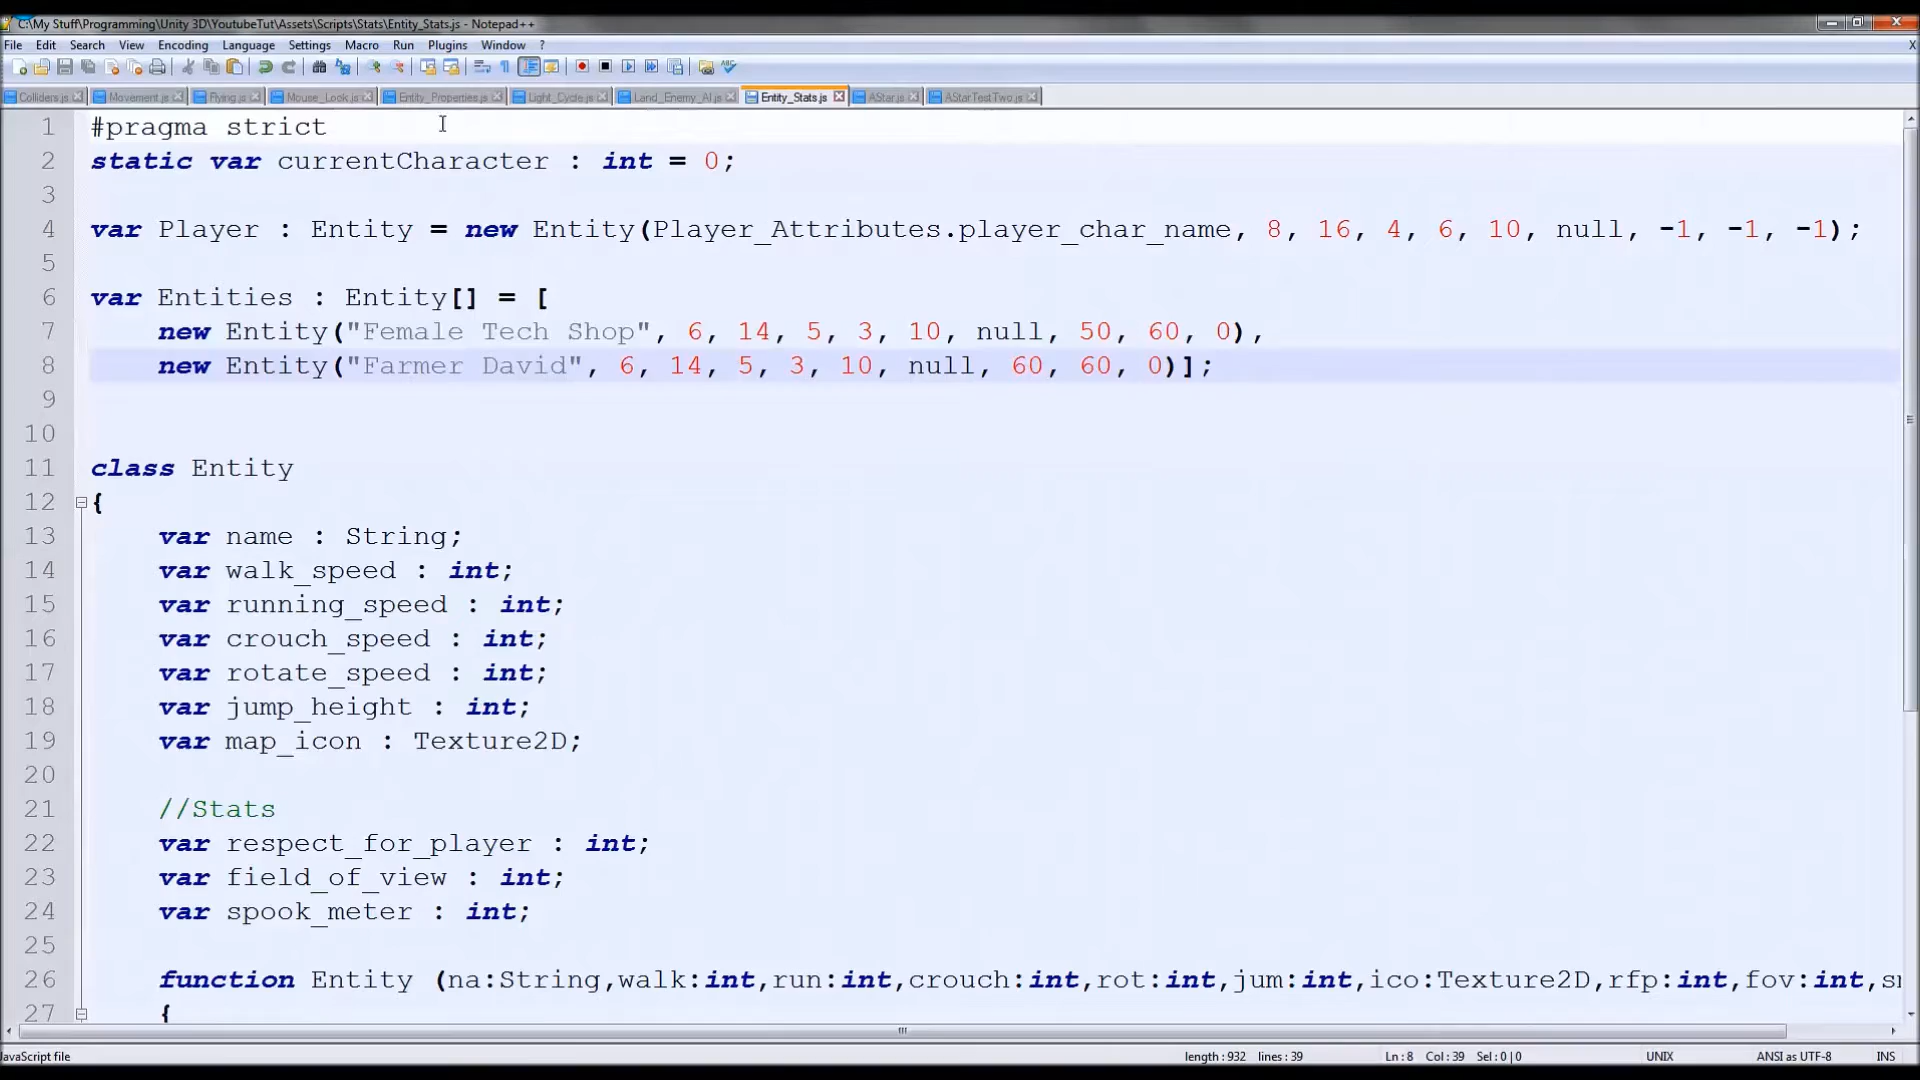 C:\My Stuff\Programming\Unity 3D\YoutubeTut\Assets\Scripts\Stats\Entity_Stats.js - Notepad++
File Edit Search View Encoding Language Settings Macro Run Plugins Window ? X
Colliders.js Movement.js Flying.js Mouse_Look.js Entity_Properties.js Light_Cycle.js Land_Enemy_AI.js Entity_Stats.js AStar.js AStarTestTwo.js
1 #pragma strict
2 static var currentCharacter : int = 0;
3
4 var Player : Entity = new Entity(Player_Attributes.player_char_name, 8, 16, 4, 6, 10, null, -1, -1, -1);
5
6 var Entities : Entity[] = [
7 new Entity("Female Tech Shop", 6, 14, 5, 3, 10, null, 50, 60, 0),
8 new Entity("Farmer David", 6, 14, 5, 3, 10, null, 60, 60, 0)];
9
10
11 class Entity
12 {
13 var name : String;
14 var walk_speed : int;
15 var running_speed : int;
16 var crouch_speed : int;
17 var rotate_speed : int;
18 var jump_height : int;
19 var map_icon : Texture2D;
20
21 //Stats
22 var respect_for_player : int;
23 var field_of_view : int;
24 var spook_meter : int;
25
26 function Entity (na:String,walk:int,run:int,crouch:int,rot:int,jum:int,ico:Texture2D,rfp:int,fov:int,
27 {
JavaScript file length : 932 lines : 39 Ln : 8 Col : 39 Sel : 0 | 0 UNIX ANSI as UTF-8 INS